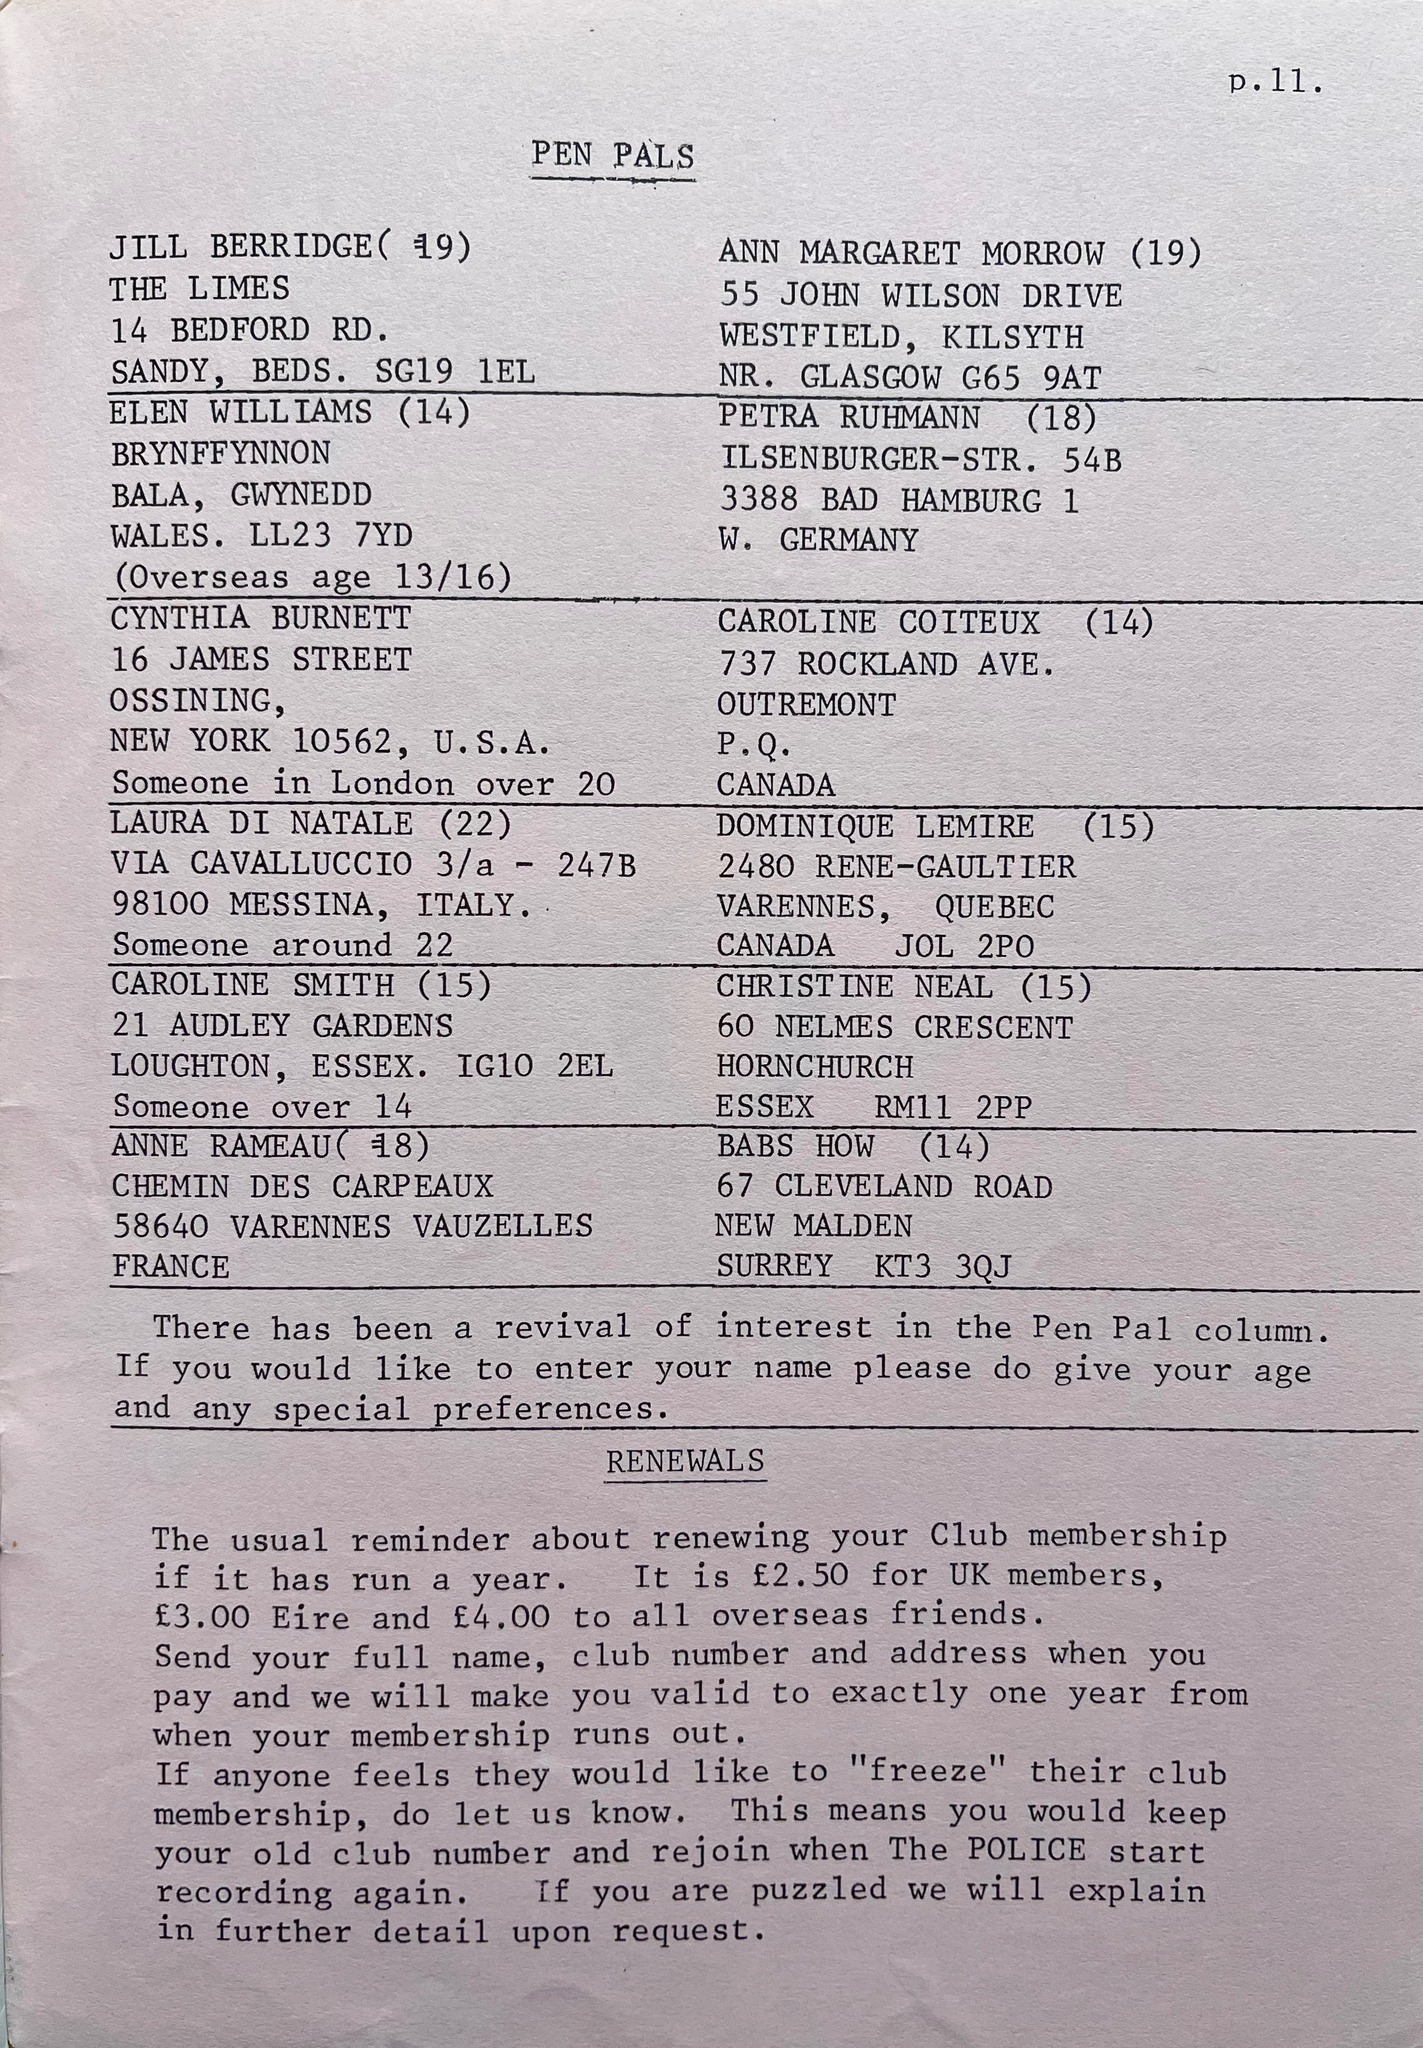 p.11.
PEN PALS
JILL BERRIDGE( 19)
THE LIMES
14 BEDFORD RD.
SANDY, BEDS. SG19 1EL
ANN MARGARET MORROW (19)
55 JOHN WILSON DRIVE
WESTFIELD, KILSYTH
NR. GLASGOW G65 9AT
ELEN WILLIAMS (14)
BRYNFFYNNON
BALA, GWYNEDD
WALES. LL23 7YD
(Overseas age 13/16)
PETRA RUHMANN (18)
ILSENBURGER-STR. 54B
3388 BAD HAMBURG 1
W. GERMANY
CYNTHIA BURNETT
16 JAMES STREET
OSSINING,
NEW YORK 10562, U.S.A.
Someone in London over 20
CAROLINE COITEUX (14)
737 ROCKLAND AVE.
OUTREMONT
P.Q.
CANADA
LAURA DI NATALE (22)
VIA CAVALLUCCIO 3/a - 247B
98100 MESSINA, ITALY.
Someone around 22
DOMINIQUE LEMIRE (15)
2480 RENE-GAULTIER
VARENNES, QUEBEC
CANADA JOL 2PO
CAROLINE SMITH (15)
21 AUDLEY GARDENS
LOUGHTON, ESSEX. IG10 2EL
Someone over 14
CHRISTINE NEAL (15)
60 NELMES CRESCENT
HORNCHURCH
ESSEX RM11 2PP
ANNE RAMEAU( 18)
CHEMIN DES CARPEAUX
58640 VARENNES VAUZELLES
FRANCE
BABS HOW (14)
67 CLEVELAND ROAD
NEW MALDEN
SURREY KT3 3QJ
There has been a revival of interest in the Pen Pal column.
If you would like to enter your name please do give your age
and any special preferences.
RENEWALS
The usual reminder about renewing your Club membership
if it has run a year. It is £2.50 for UK members,
£3.00 Eire and £4.00 to all overseas friends.
Send your full name, club number and address when you
pay and we will make you valid to exactly one year from
when your membership runs out.
If anyone feels they would like to "freeze" their club
membership, do let us know. This means you would keep
your old club number and rejoin when The POLICE start
recording again. If you are puzzled we will explain
in further detail upon request.